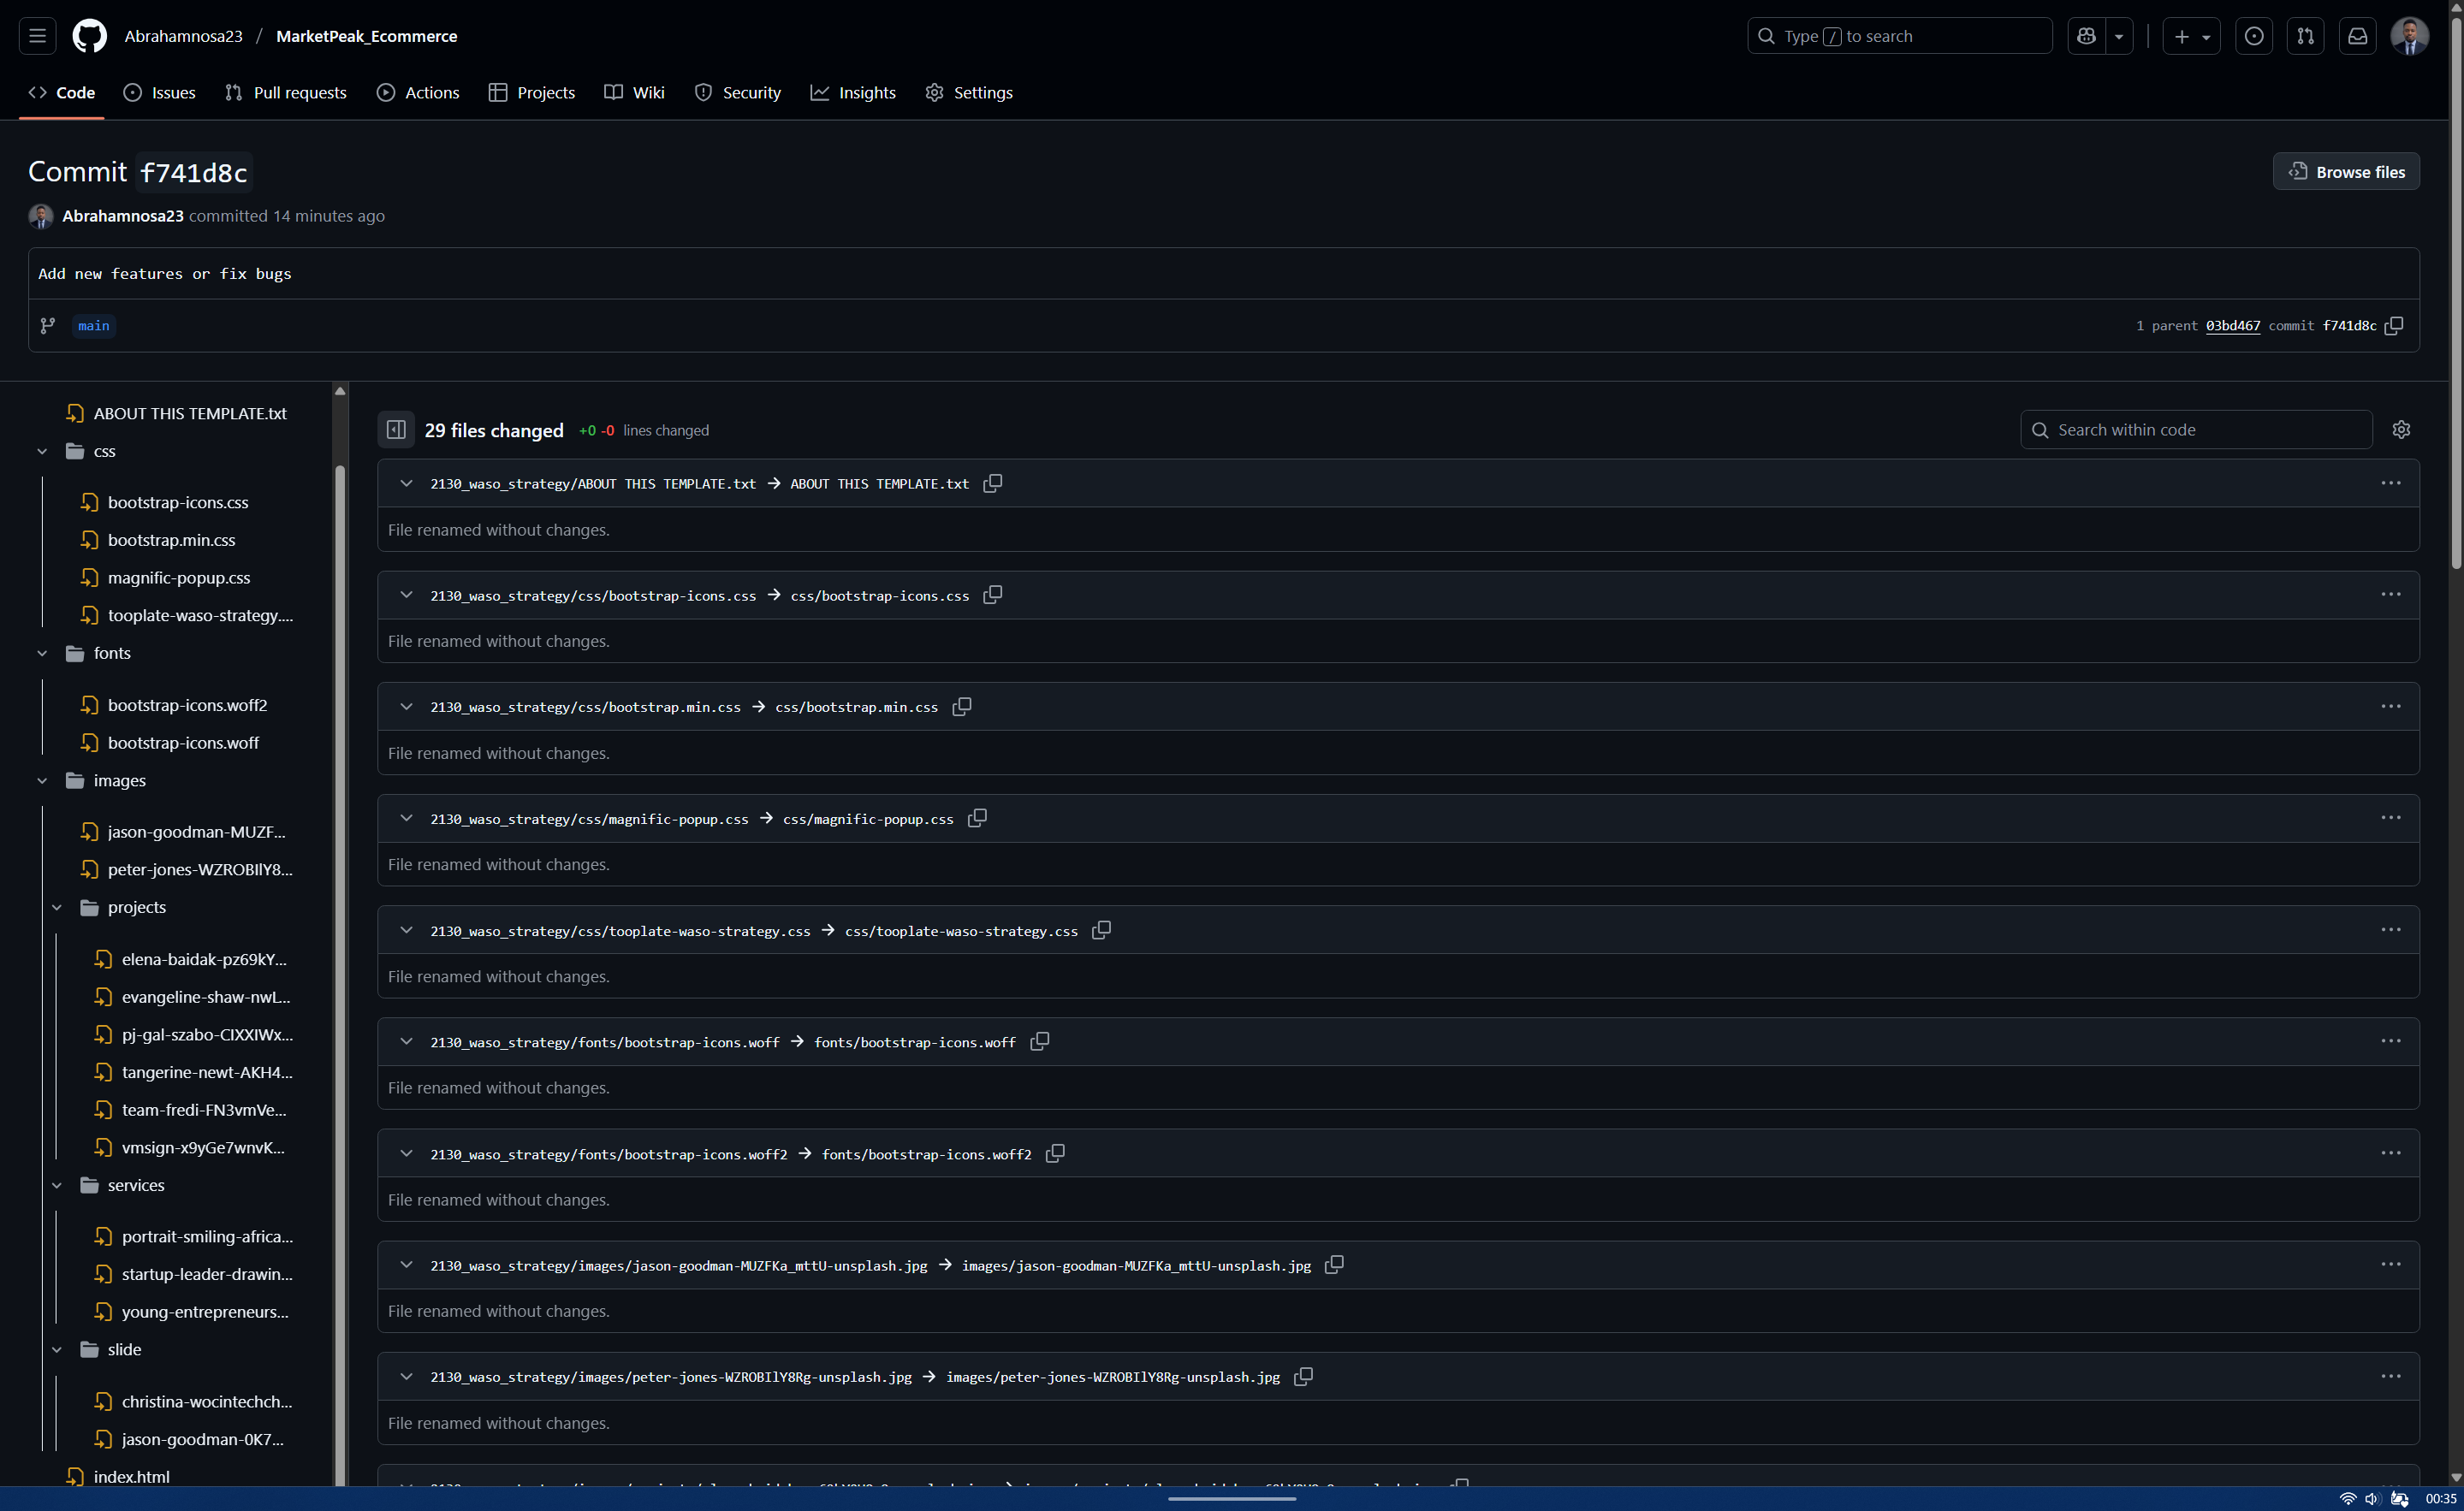 Abrahamnosa23 / MarketPeak_Ecommerce
Type / to search
Code Issues Pull requests Actions Projects Wiki Security Insights Settings
Commit f741d8c
Browse files
Abrahamnosa23 committed 14 minutes ago
Add new features or fix bugs
main
1 parent 03bd467 commit f741d8c
ABOUT THIS TEMPLATE.txt
css
bootstrap-icons.css
bootstrap.min.css
magnific-popup.css
tooplate-waso-strategy....
fonts
bootstrap-icons.woff2
bootstrap-icons.woff
images
jason-goodman-MUZF...
peter-jones-WZROBIlY8...
projects
elena-baidak-pz69kY...
evangeline-shaw-nwL...
pj-gal-szabo-CIXXIWx...
tangerine-newt-AKH4...
team-fredi-FN3vmVe...
vmsign-x9yGe7wnvK...
services
portrait-smiling-africa...
startup-leader-drawin...
young-entrepreneurs...
slide
christina-wocintechch...
jason-goodman-0K7...
index.html
29 files changed +0 -0 lines changed
Search within code
2130_waso_strategy/ABOUT THIS TEMPLATE.txt → ABOUT THIS TEMPLATE.txt
File renamed without changes.
2130_waso_strategy/css/bootstrap-icons.css → css/bootstrap-icons.css
File renamed without changes.
2130_waso_strategy/css/bootstrap.min.css → css/bootstrap.min.css
File renamed without changes.
2130_waso_strategy/css/magnific-popup.css → css/magnific-popup.css
File renamed without changes.
2130_waso_strategy/css/tooplate-waso-strategy.css → css/tooplate-waso-strategy.css
File renamed without changes.
2130_waso_strategy/fonts/bootstrap-icons.woff → fonts/bootstrap-icons.woff
File renamed without changes.
2130_waso_strategy/fonts/bootstrap-icons.woff2 → fonts/bootstrap-icons.woff2
File renamed without changes.
2130_waso_strategy/images/jason-goodman-MUZFKa_mttU-unsplash.jpg → images/jason-goodman-MUZFKa_mttU-unsplash.jpg
File renamed without changes.
2130_waso_strategy/images/peter-jones-WZROBIlY8Rg-unsplash.jpg → images/peter-jones-WZROBIlY8Rg-unsplash.jpg
File renamed without changes.
00:35